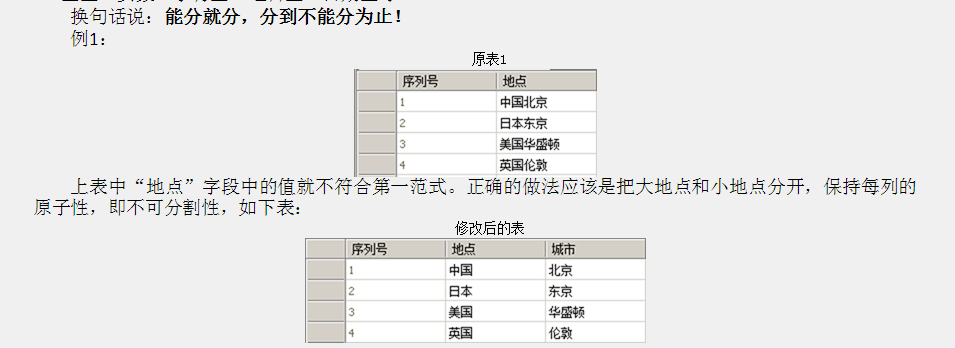 换句话说：能分就分，分到不能分为止！
例1：
原表1
序列号 地点
1 中国北京
2 日本东京
3 美国华盛顿
4 英国伦敦
上表中“地点”字段中的值就不符合第一范式。正确的做法应该是把大地点和小地点分开，保持每列的
原子性，即不可分割性，如下表：
修改后的表
序列号 地点 城市
1 中国 北京
2 日本 东京
3 美国 华盛顿
4 英国 伦敦